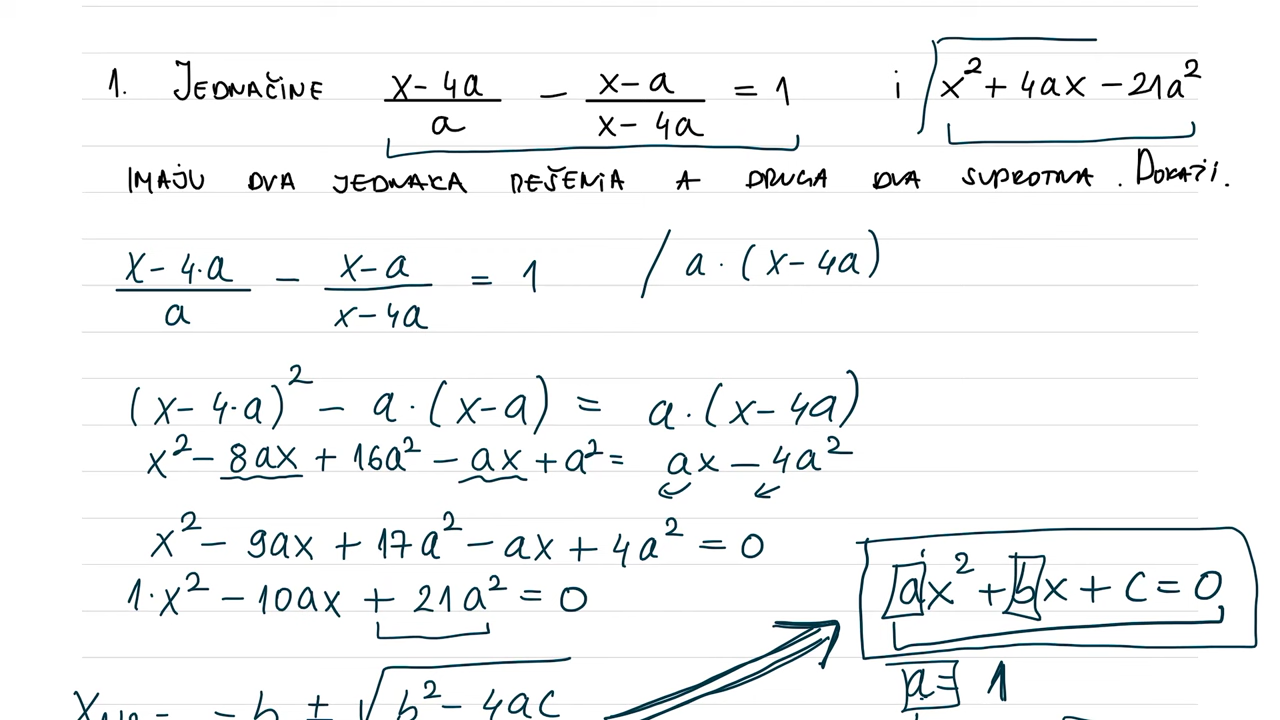 1. JEDNAČINE (x-4a)/a - (x-a)/(x-4a) = 1 i x² + 4ax - 21a²
IMAJU DVA JEDNAKA REŠENJA A DRUGA DVA SUPROTNA. DOKAŽI.
(x-4·a)/a - (x-a)/(x-4a) = 1 / a·(x-4a)
(x-4·a)² - a·(x-a) = a·(x-4a)
x² - 8ax + 16a² - ax + a² = ax - 4a²
x² - 9ax + 17a² - ax + 4a² = 0
1·x² - 10ax + 21a² = 0
ax² + bx + c = 0
a = 1
-b ± √(b² - 4ac